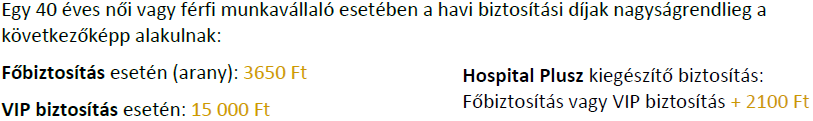 Egy 40 éves női vagy férfi munkavállaló esetében a havi biztosítási díjak nagyságrendlieg a
következőképp alakulnak:
Főbiztosítás esetén (arany): 3650 Ft
VIP biztosítás esetén: 15 000 Ft
Hospital Plusz kiegészítő biztosítás:
Főbiztosítás vagy VIP biztosítás + 2100 Ft